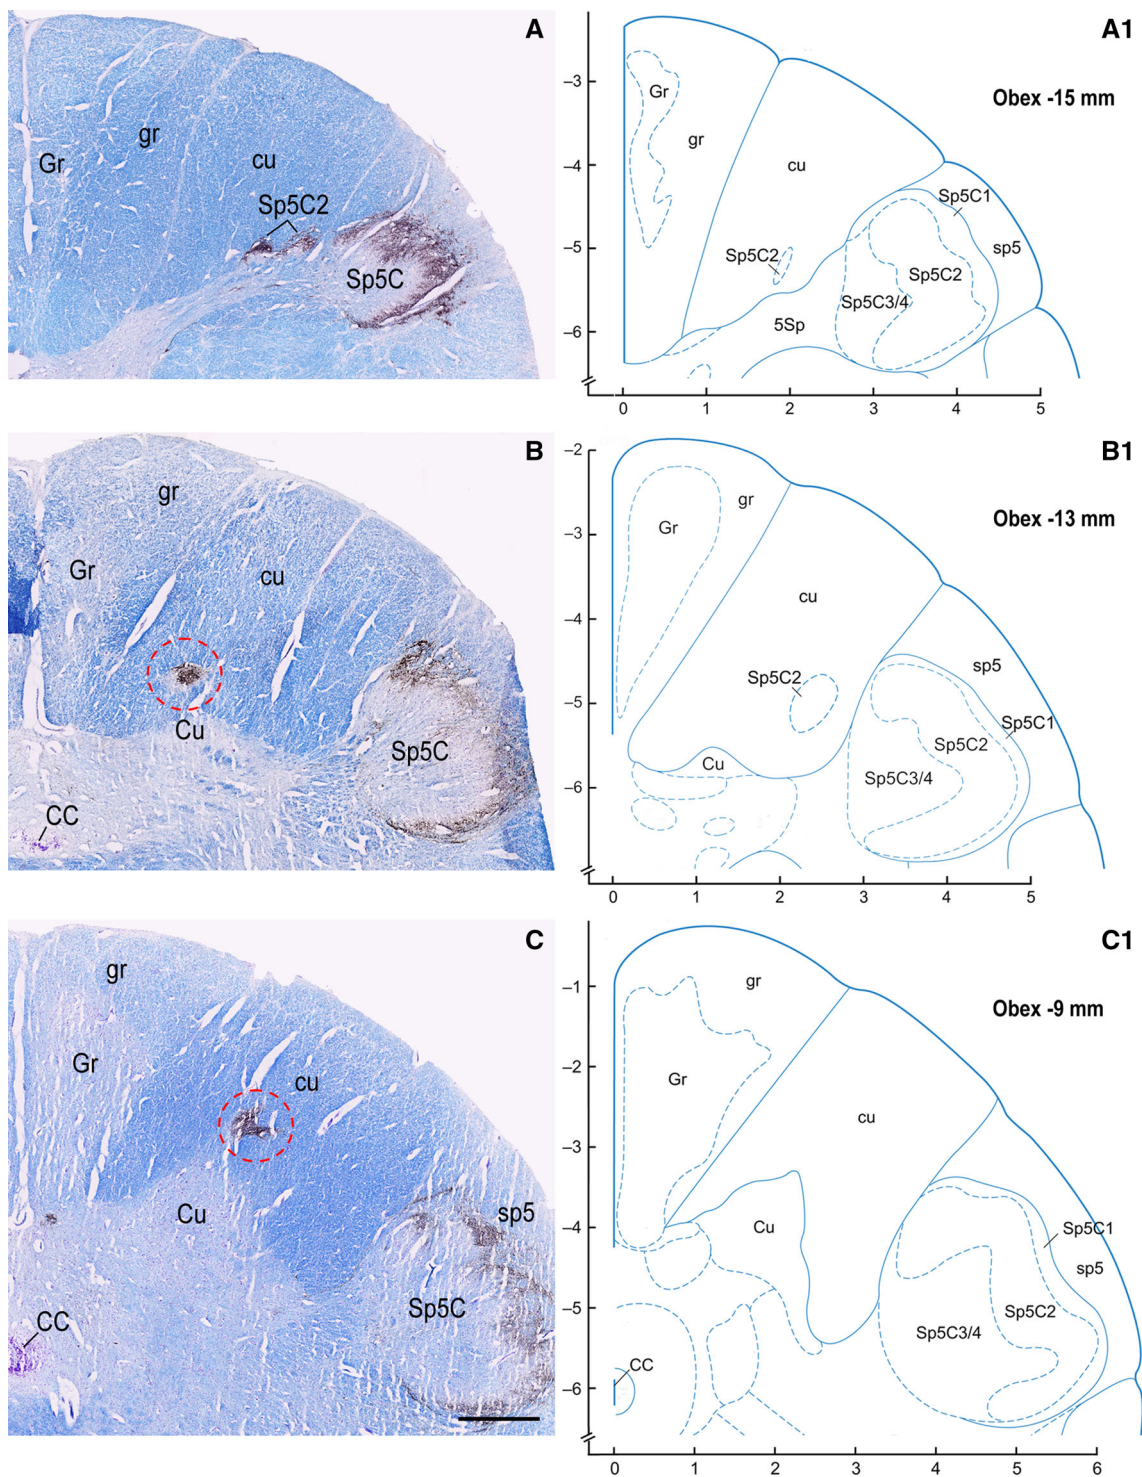 A
Gr
gr
cu
Sp5C2
Sp5C
A1
Obex -15 mm
–3
–4
–5
–6
Gr
gr
cu
Sp5C1
sp5
Sp5C2
Sp5C2
Sp5C3/4
5Sp
0 1 2 3 4 5
B
gr
cu
Gr
Cu
Sp5C
CC
B1
Obex -13 mm
–2
–3
–4
–5
–6
gr
Gr
cu
sp5
Sp5C2
Sp5C1
Sp5C2
Cu
Sp5C3/4
0 1 2 3 4 5
C
gr
Gr
cu
Cu
sp5
Sp5C
CC
C1
Obex -9 mm
–1
–2
–3
–4
–5
–6
gr
Gr
cu
Cu
Sp5C1
sp5
Sp5C2
Sp5C3/4
CC
0 1 2 3 4 5 6